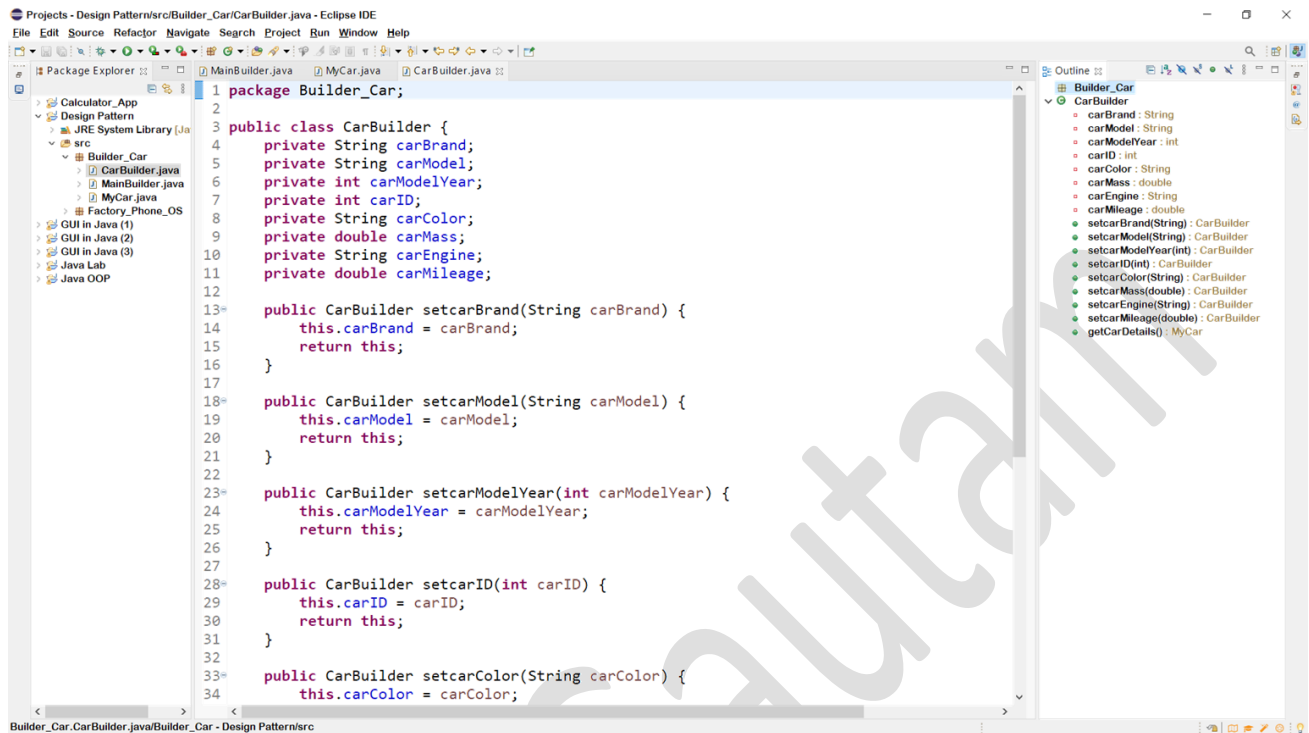 Projects - Design Pattern/src/Builder_Car/CarBuilder.java - Eclipse IDE
File Edit Source Refactor Navigate Search Project Run Window Help
Package Explorer
Calculator_App
Design Pattern
JRE System Library [Ja
src
Builder_Car
CarBuilder.java
MainBuilder.java
MyCar.java
Factory_Phone_OS
GUI in Java (1)
GUI in Java (2)
GUI in Java (3)
Java Lab
Java OOP
MainBuilder.java MyCar.java CarBuilder.java
1 package Builder_Car;
2
3 public class CarBuilder {
4 private String carBrand;
5 private String carModel;
6 private int carModelYear;
7 private int carID;
8 private String carColor;
9 private double carMass;
10 private String carEngine;
11 private double carMileage;
12
13 public CarBuilder setcarBrand(String carBrand) {
14 this.carBrand = carBrand;
15 return this;
16 }
17
18 public CarBuilder setcarModel(String carModel) {
19 this.carModel = carModel;
20 return this;
21 }
22
23 public CarBuilder setcarModelYear(int carModelYear) {
24 this.carModelYear = carModelYear;
25 return this;
26 }
27
28 public CarBuilder setcarID(int carID) {
29 this.carID = carID;
30 return this;
31 }
32
33 public CarBuilder setcarColor(String carColor) {
34 this.carColor = carColor;
Outline
Builder_Car
CarBuilder
carBrand : String
carModel : String
carModelYear : int
carID : int
carColor : String
carMass : double
carEngine : String
carMileage : double
setcarBrand(String) : CarBuilder
setcarModel(String) : CarBuilder
setcarModelYear(int) : CarBuilder
setcarID(int) : CarBuilder
setcarColor(String) : CarBuilder
setcarMass(double) : CarBuilder
setcarEngine(String) : CarBuilder
setcarMileage(double) : CarBuilder
getCarDetails() : MyCar
Builder_Car.CarBuilder.java/Builder_Car - Design Pattern/src